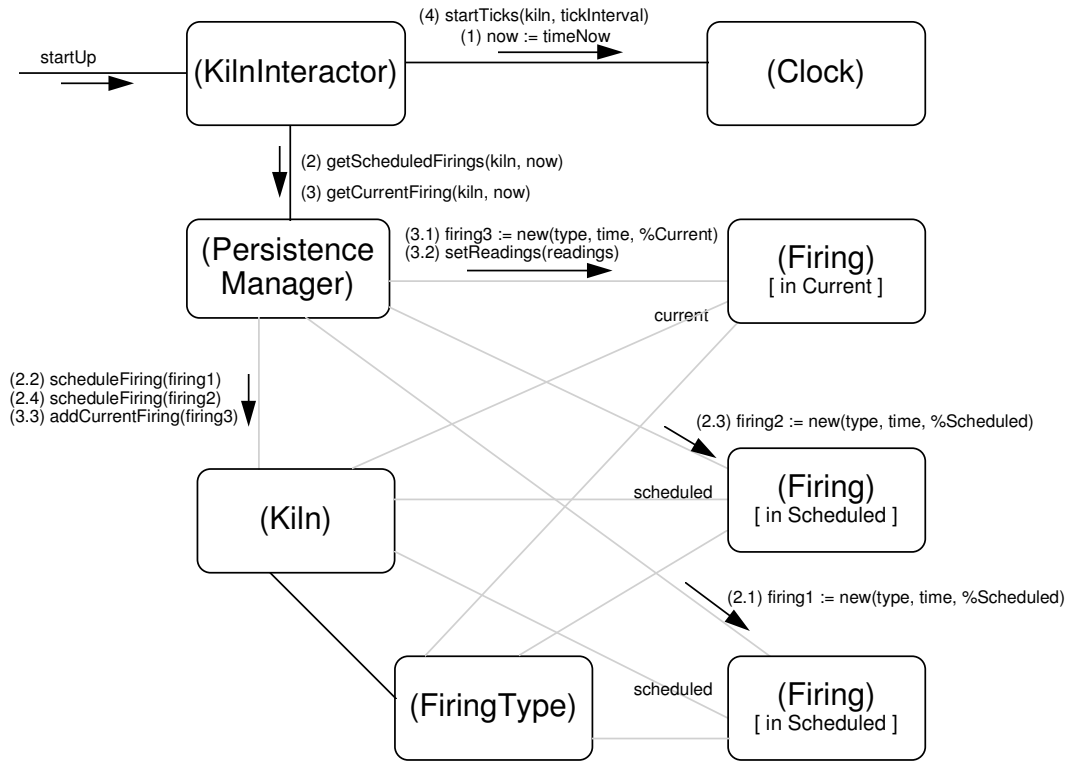 (4) startTicks(kiln, tickInterval)
(1) now := timeNow
startUp
(KilnInteractor)
(Clock)
(2) getScheduledFirings(kiln, now)
(3) getCurrentFiring(kiln, now)
(Persistence
Manager)
(3.1) firing3 := new(type, time, %Current)
(3.2) setReadings(readings)
(Firing)
[ in Current ]
current
(2.2) scheduleFiring(firing1)
(2.4) scheduleFiring(firing2)
(3.3) addCurrentFiring(firing3)
(2.3) firing2 := new(type, time, %Scheduled)
(Kiln)
scheduled
(Firing)
[ in Scheduled ]
(2.1) firing1 := new(type, time, %Scheduled)
(FiringType)
scheduled
(Firing)
[ in Scheduled ]